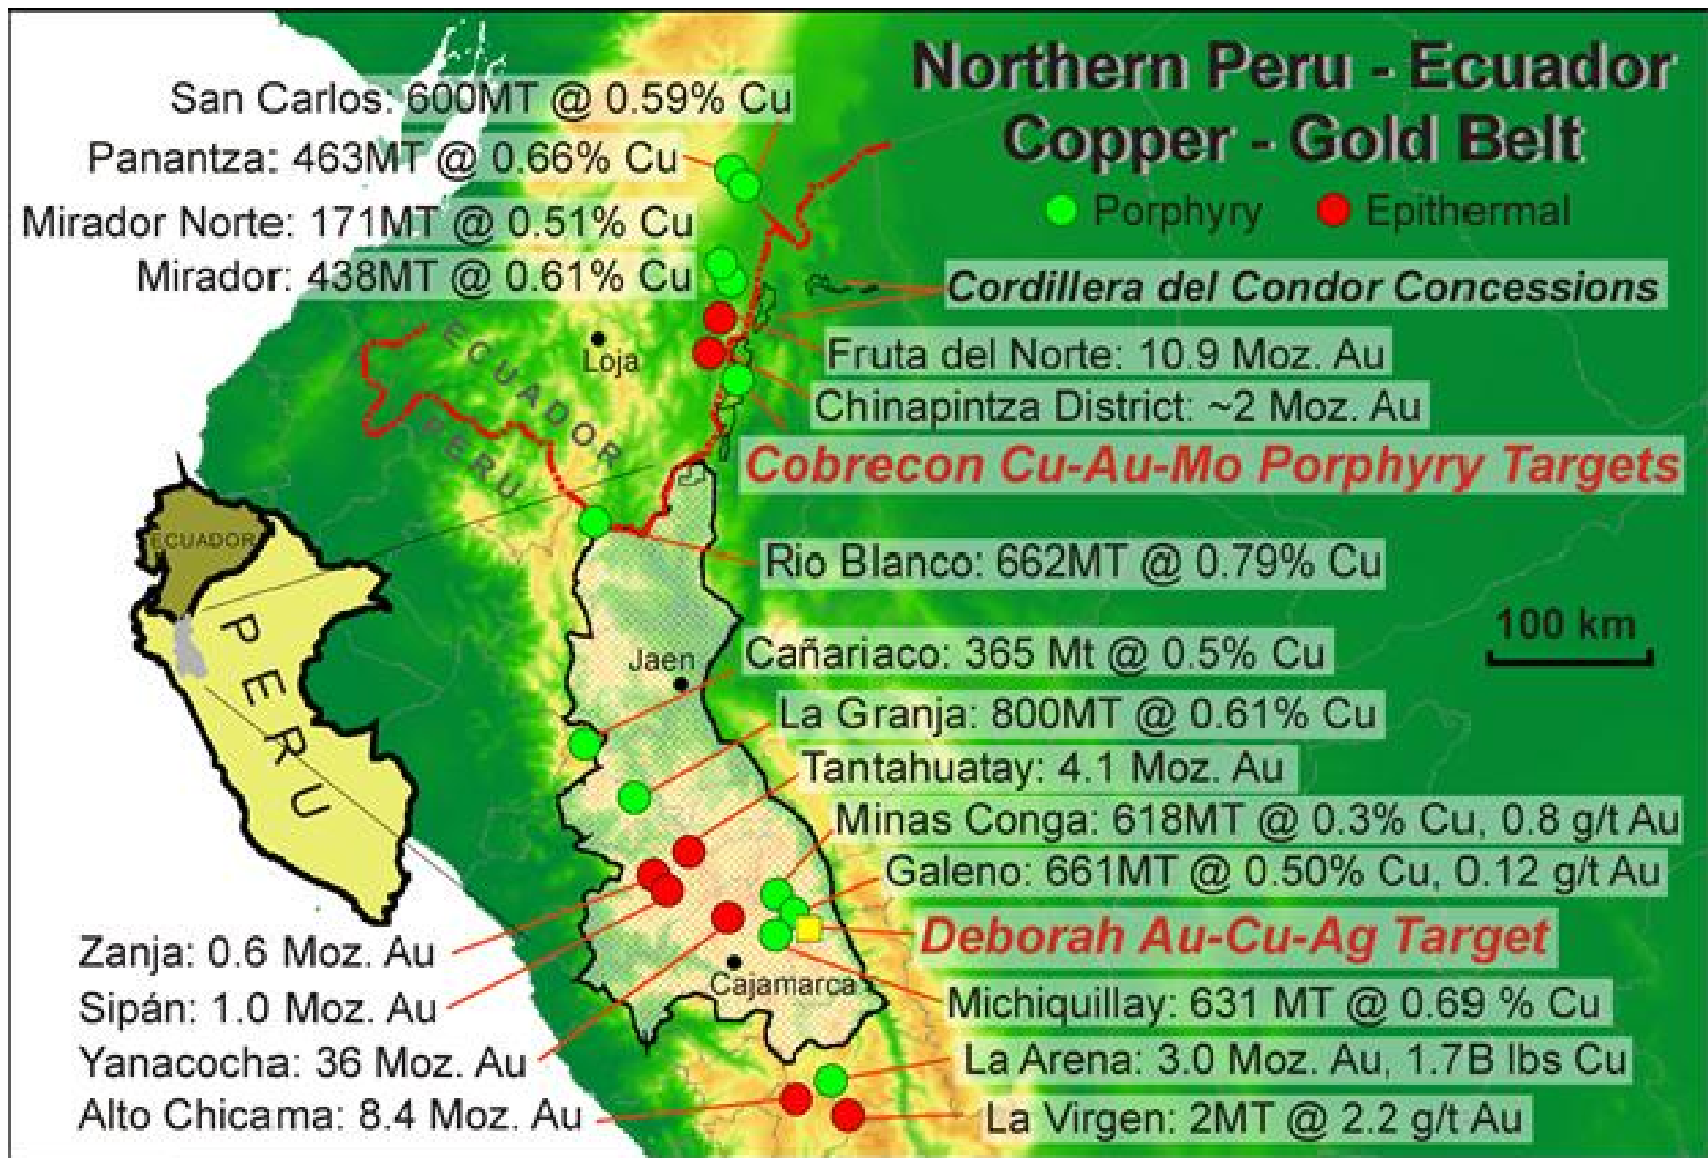 Northern Peru - Ecuador
Copper - Gold Belt
Porphyry
Epithermal
San Carlos: 600MT @ 0.59% Cu
Panantza: 463MT @ 0.66% Cu
Mirador Norte: 171MT @ 0.51% Cu
Mirador: 438MT @ 0.61% Cu
Cordillera del Condor Concessions
Loja
Fruta del Norte: 10.9 Moz. Au
Chinapintza District: ~2 Moz. Au
ECUADOR
PERU
Cobrecon Cu-Au-Mo Porphyry Targets
ECUADOR
PERU
Rio Blanco: 662MT @ 0.79% Cu
100 km
Jaen
Cañariaco: 365 Mt @ 0.5% Cu
La Granja: 800MT @ 0.61% Cu
Tantahuatay: 4.1 Moz. Au
Minas Conga: 618MT @ 0.3% Cu, 0.8 g/t Au
Galeno: 661MT @ 0.50% Cu, 0.12 g/t Au
Deborah Au-Cu-Ag Target
Zanja: 0.6 Moz. Au
Cajamarca
Sipán: 1.0 Moz. Au
Michiquillay: 631 MT @ 0.69 % Cu
Yanacocha: 36 Moz. Au
La Arena: 3.0 Moz. Au, 1.7B lbs Cu
Alto Chicama: 8.4 Moz. Au
La Virgen: 2MT @ 2.2 g/t Au